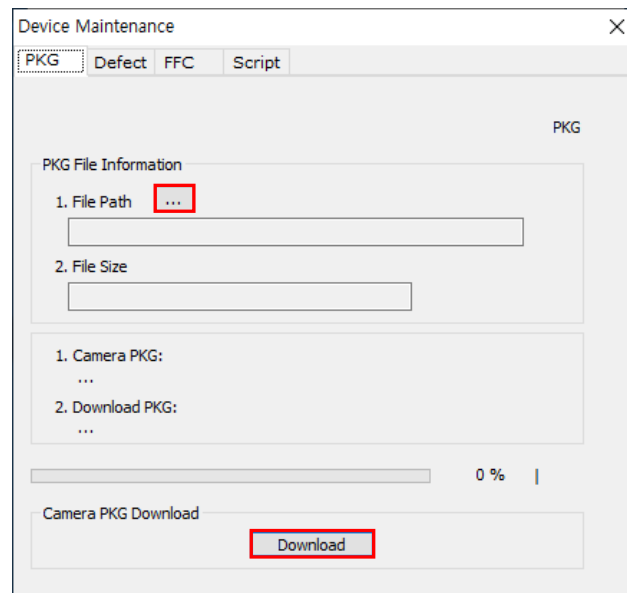 Device Maintenance
PKG Defect FFC Script
PKG
PKG File Information
1. File Path ...
2. File Size
1. Camera PKG:
...
2. Download PKG:
...
0 %
Camera PKG Download
Download